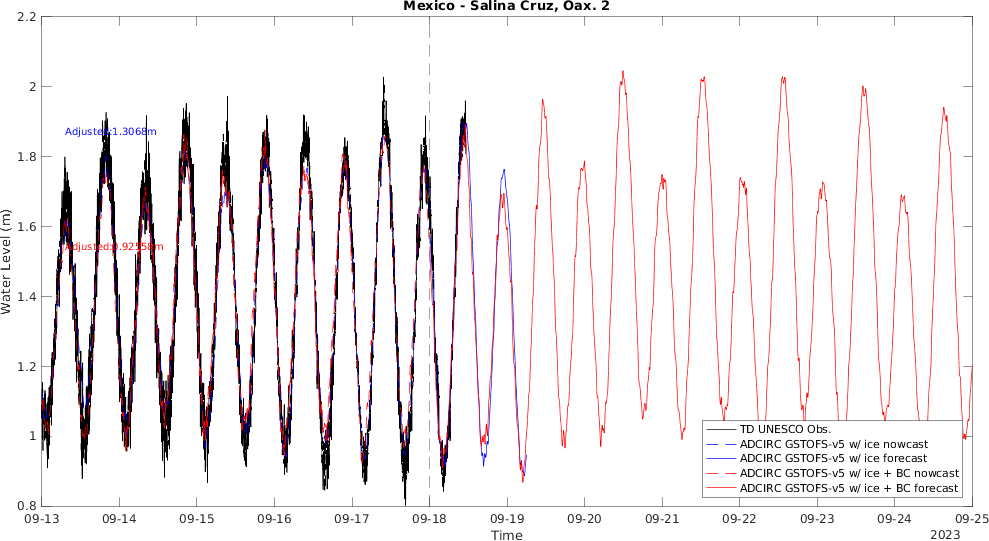 Mexico - Salina Cruz, Oax. 2
2.2
2
1.8
1.6
1.4
1.2
1
0.8
Water Level (m)
Adjusted:1.3068m
Adjusted:0.92558m
TD UNESCO Obs.
ADCIRC GSTOFS-v5 w/ ice nowcast
ADCIRC GSTOFS-v5 w/ ice forecast
ADCIRC GSTOFS-v5 w/ ice + BC nowcast
ADCIRC GSTOFS-v5 w/ ice + BC forecast
09-13 09-14 09-15 09-16 09-17 09-18 09-19 09-20 09-21 09-22 09-23 09-24 09-25
Time
2023